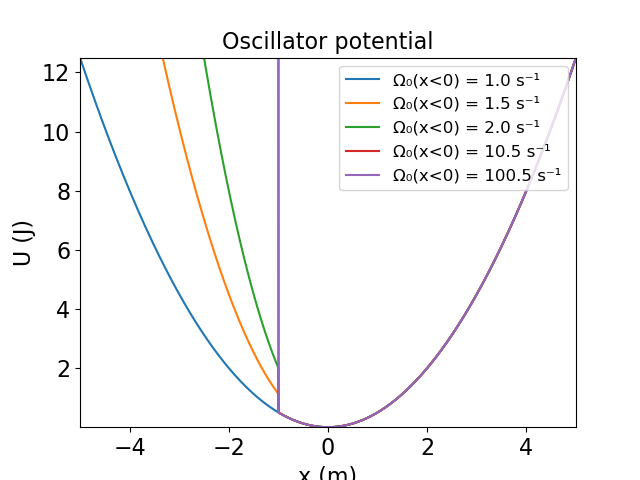 Oscillator potential
Ω₀(x<0) = 1.0 s⁻¹
Ω₀(x<0) = 1.5 s⁻¹
Ω₀(x<0) = 2.0 s⁻¹
Ω₀(x<0) = 10.5 s⁻¹
Ω₀(x<0) = 100.5 s⁻¹
U (J)
12
10
8
6
4
2
−4 −2 0 2 4
x (m)